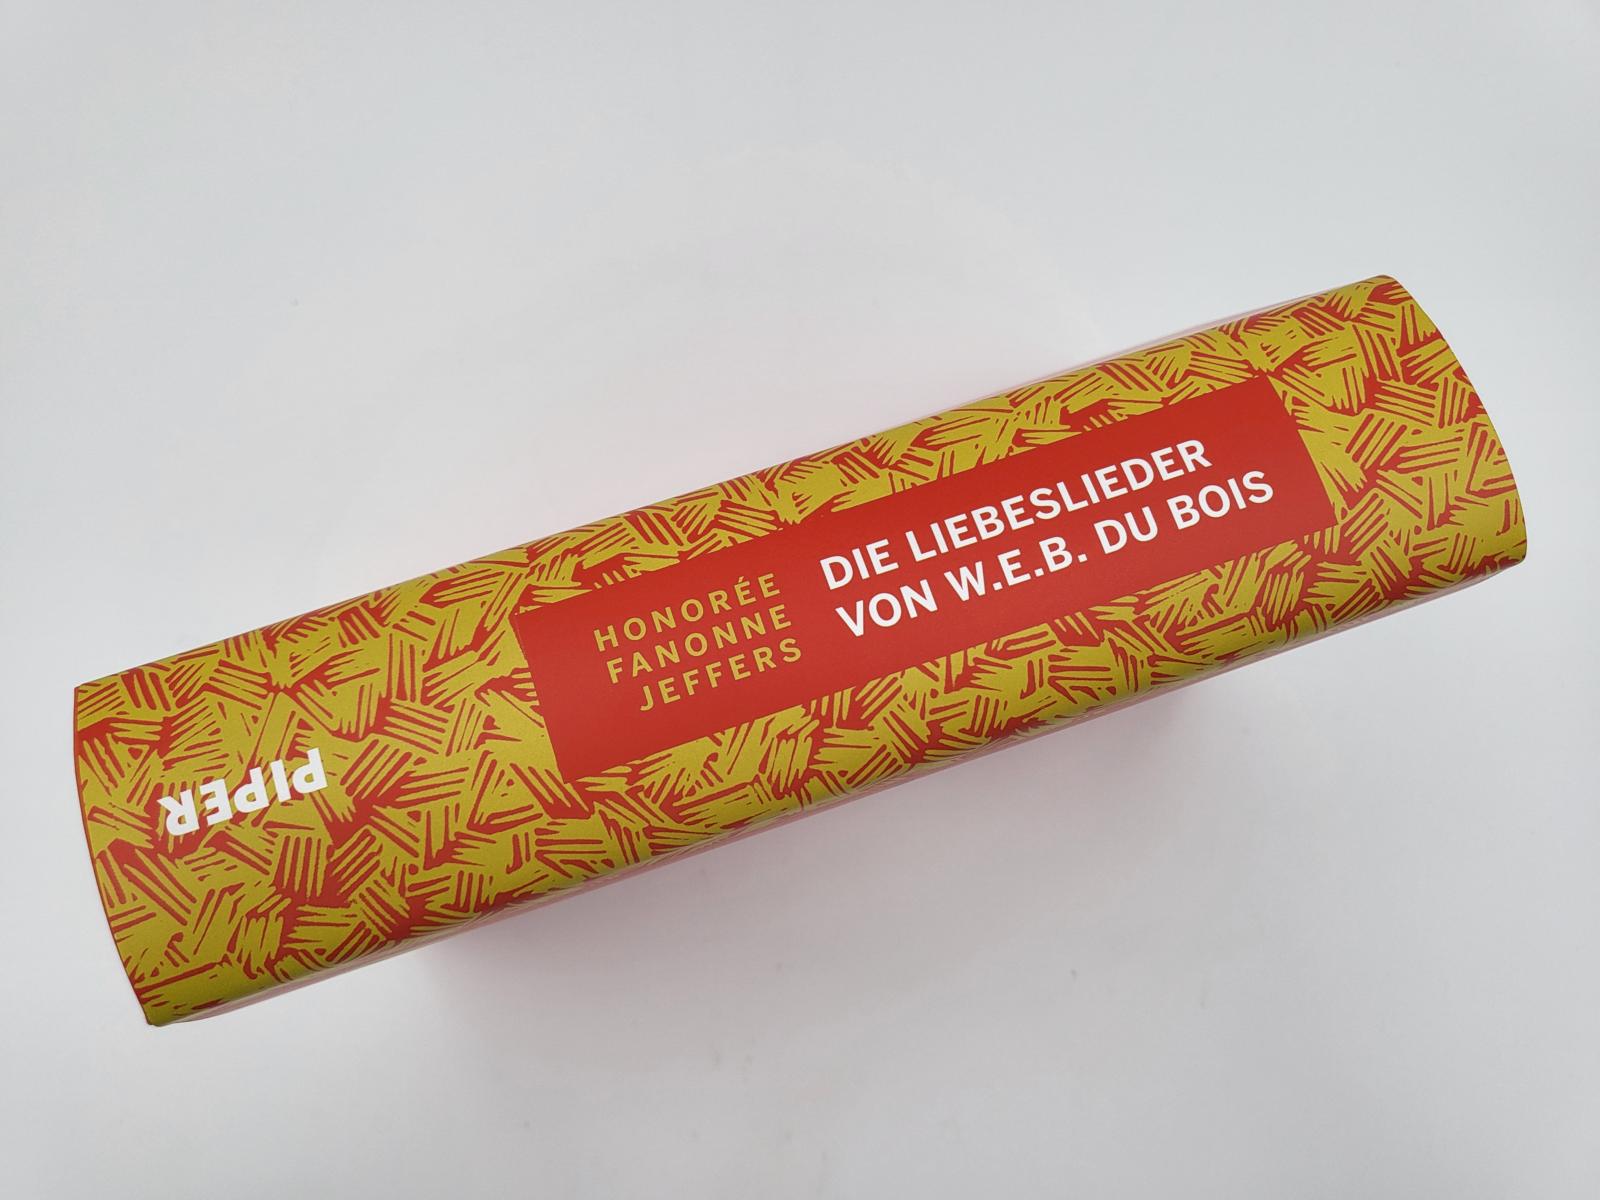 HONORÉE
FANONNE
JEFFERS
DIE LIEBESLIEDER
VON W.E.B. DU BOIS
PIPER